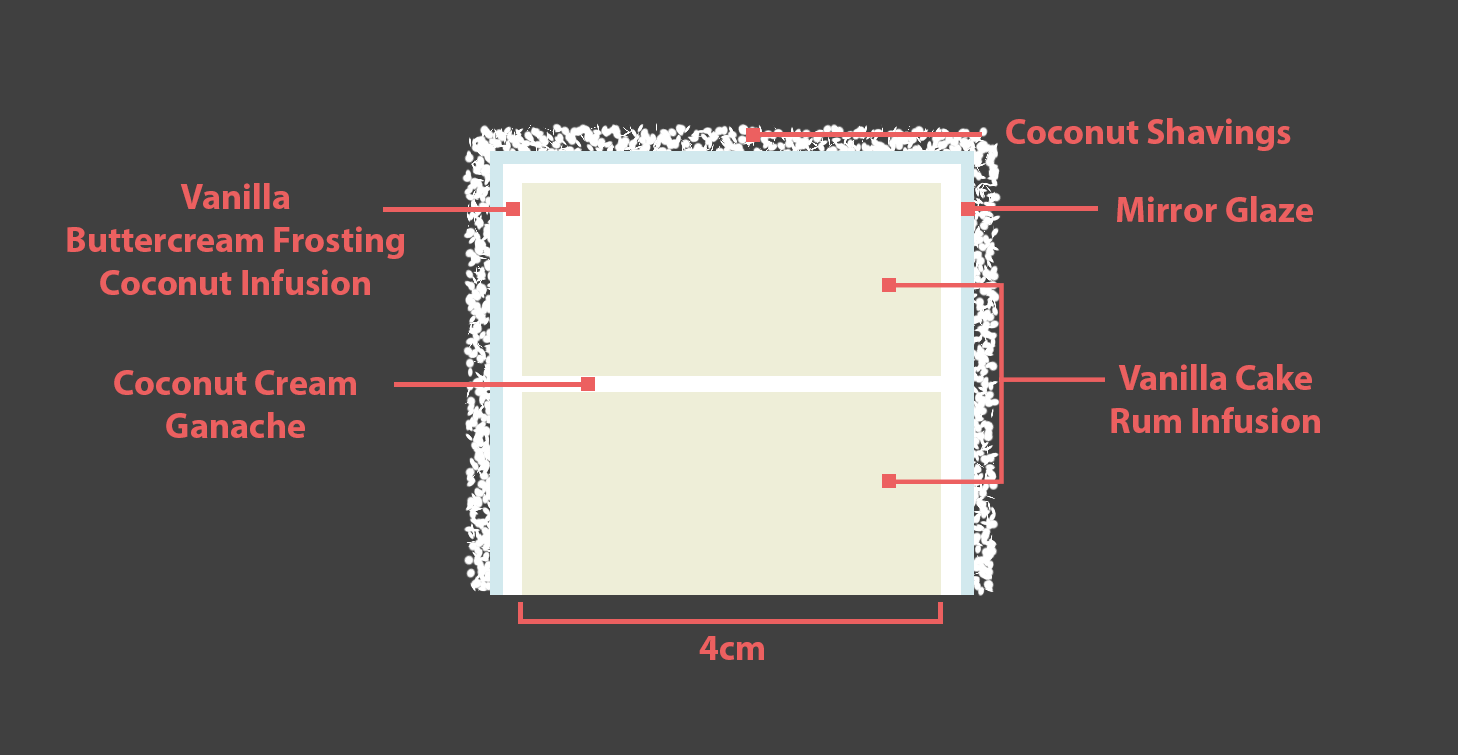 Coconut Shavings
Vanilla
Buttercream Frosting
Coconut Infusion
Mirror Glaze
Coconut Cream
Ganache
Vanilla Cake
Rum Infusion
4cm